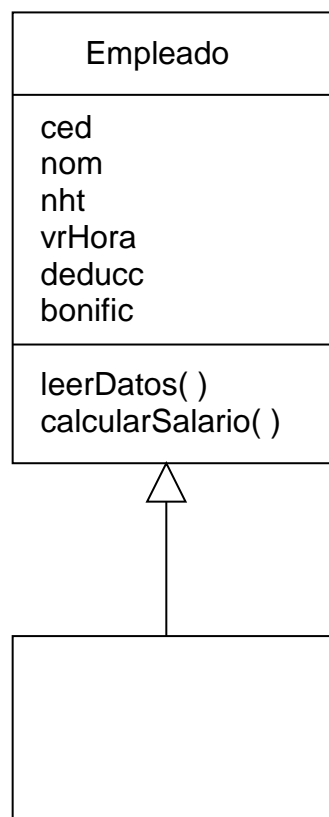 Empleado
ced
nom
nht
vrHora
deducc
bonific
leerDatos( )
calcularSalario( )